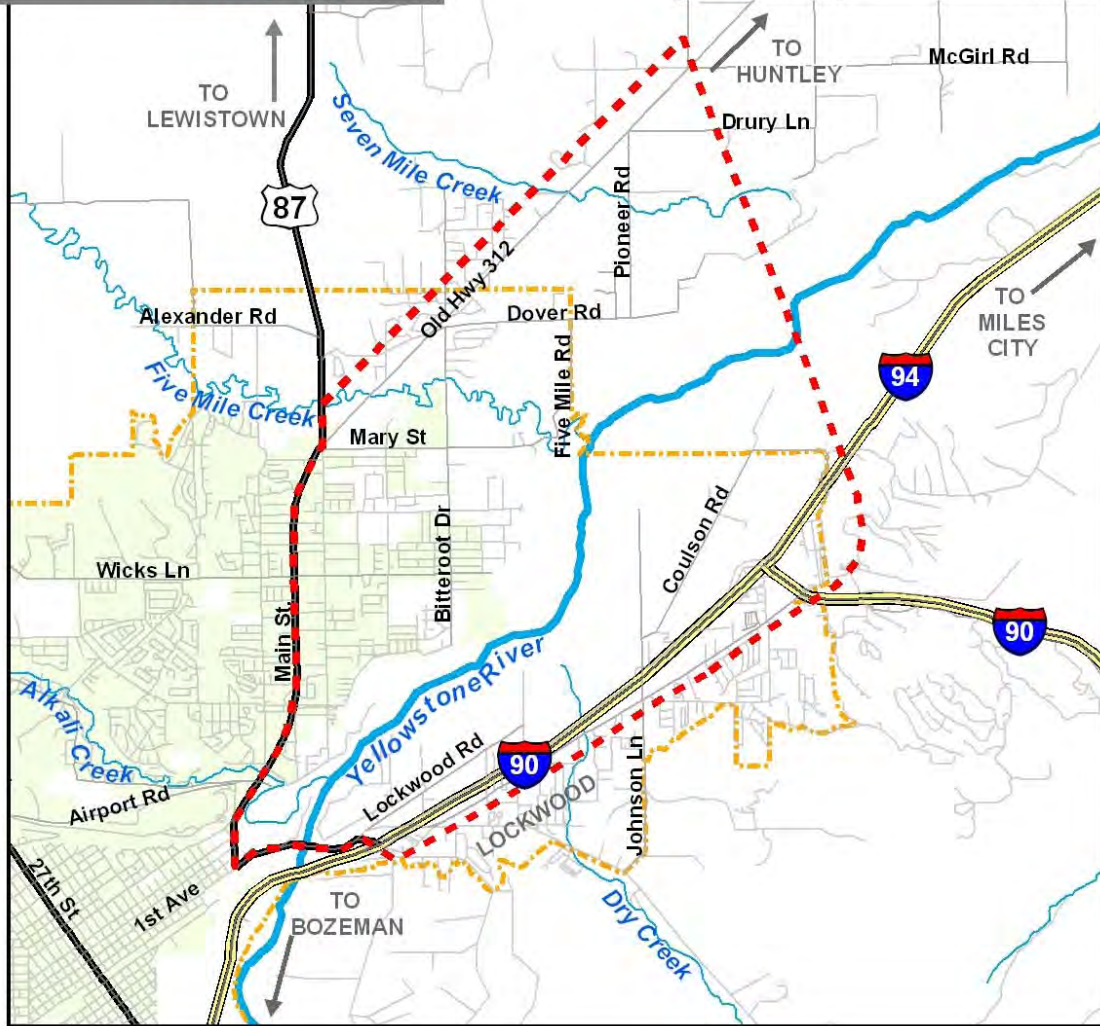 TO
HUNTLEY
McGirl Rd
TO
LEWISTOWN
Seven Mile Creek
Drury Ln
87
Pioneer Rd
Old Hwy 312
TO
MILES
CITY
Alexander Rd
Dover Rd
Five Mile Creek
Five Mile Rd
94
Mary St
Coulson Rd
Bitteroot Dr
Wicks Ln
Main St.
90
Yellowstone River
Alkali Creek
Lockwood Rd
90
Johnson Ln
LOCKWOOD
Airport Rd
27th St
1st Ave
TO
BOZEMAN
Dry Creek